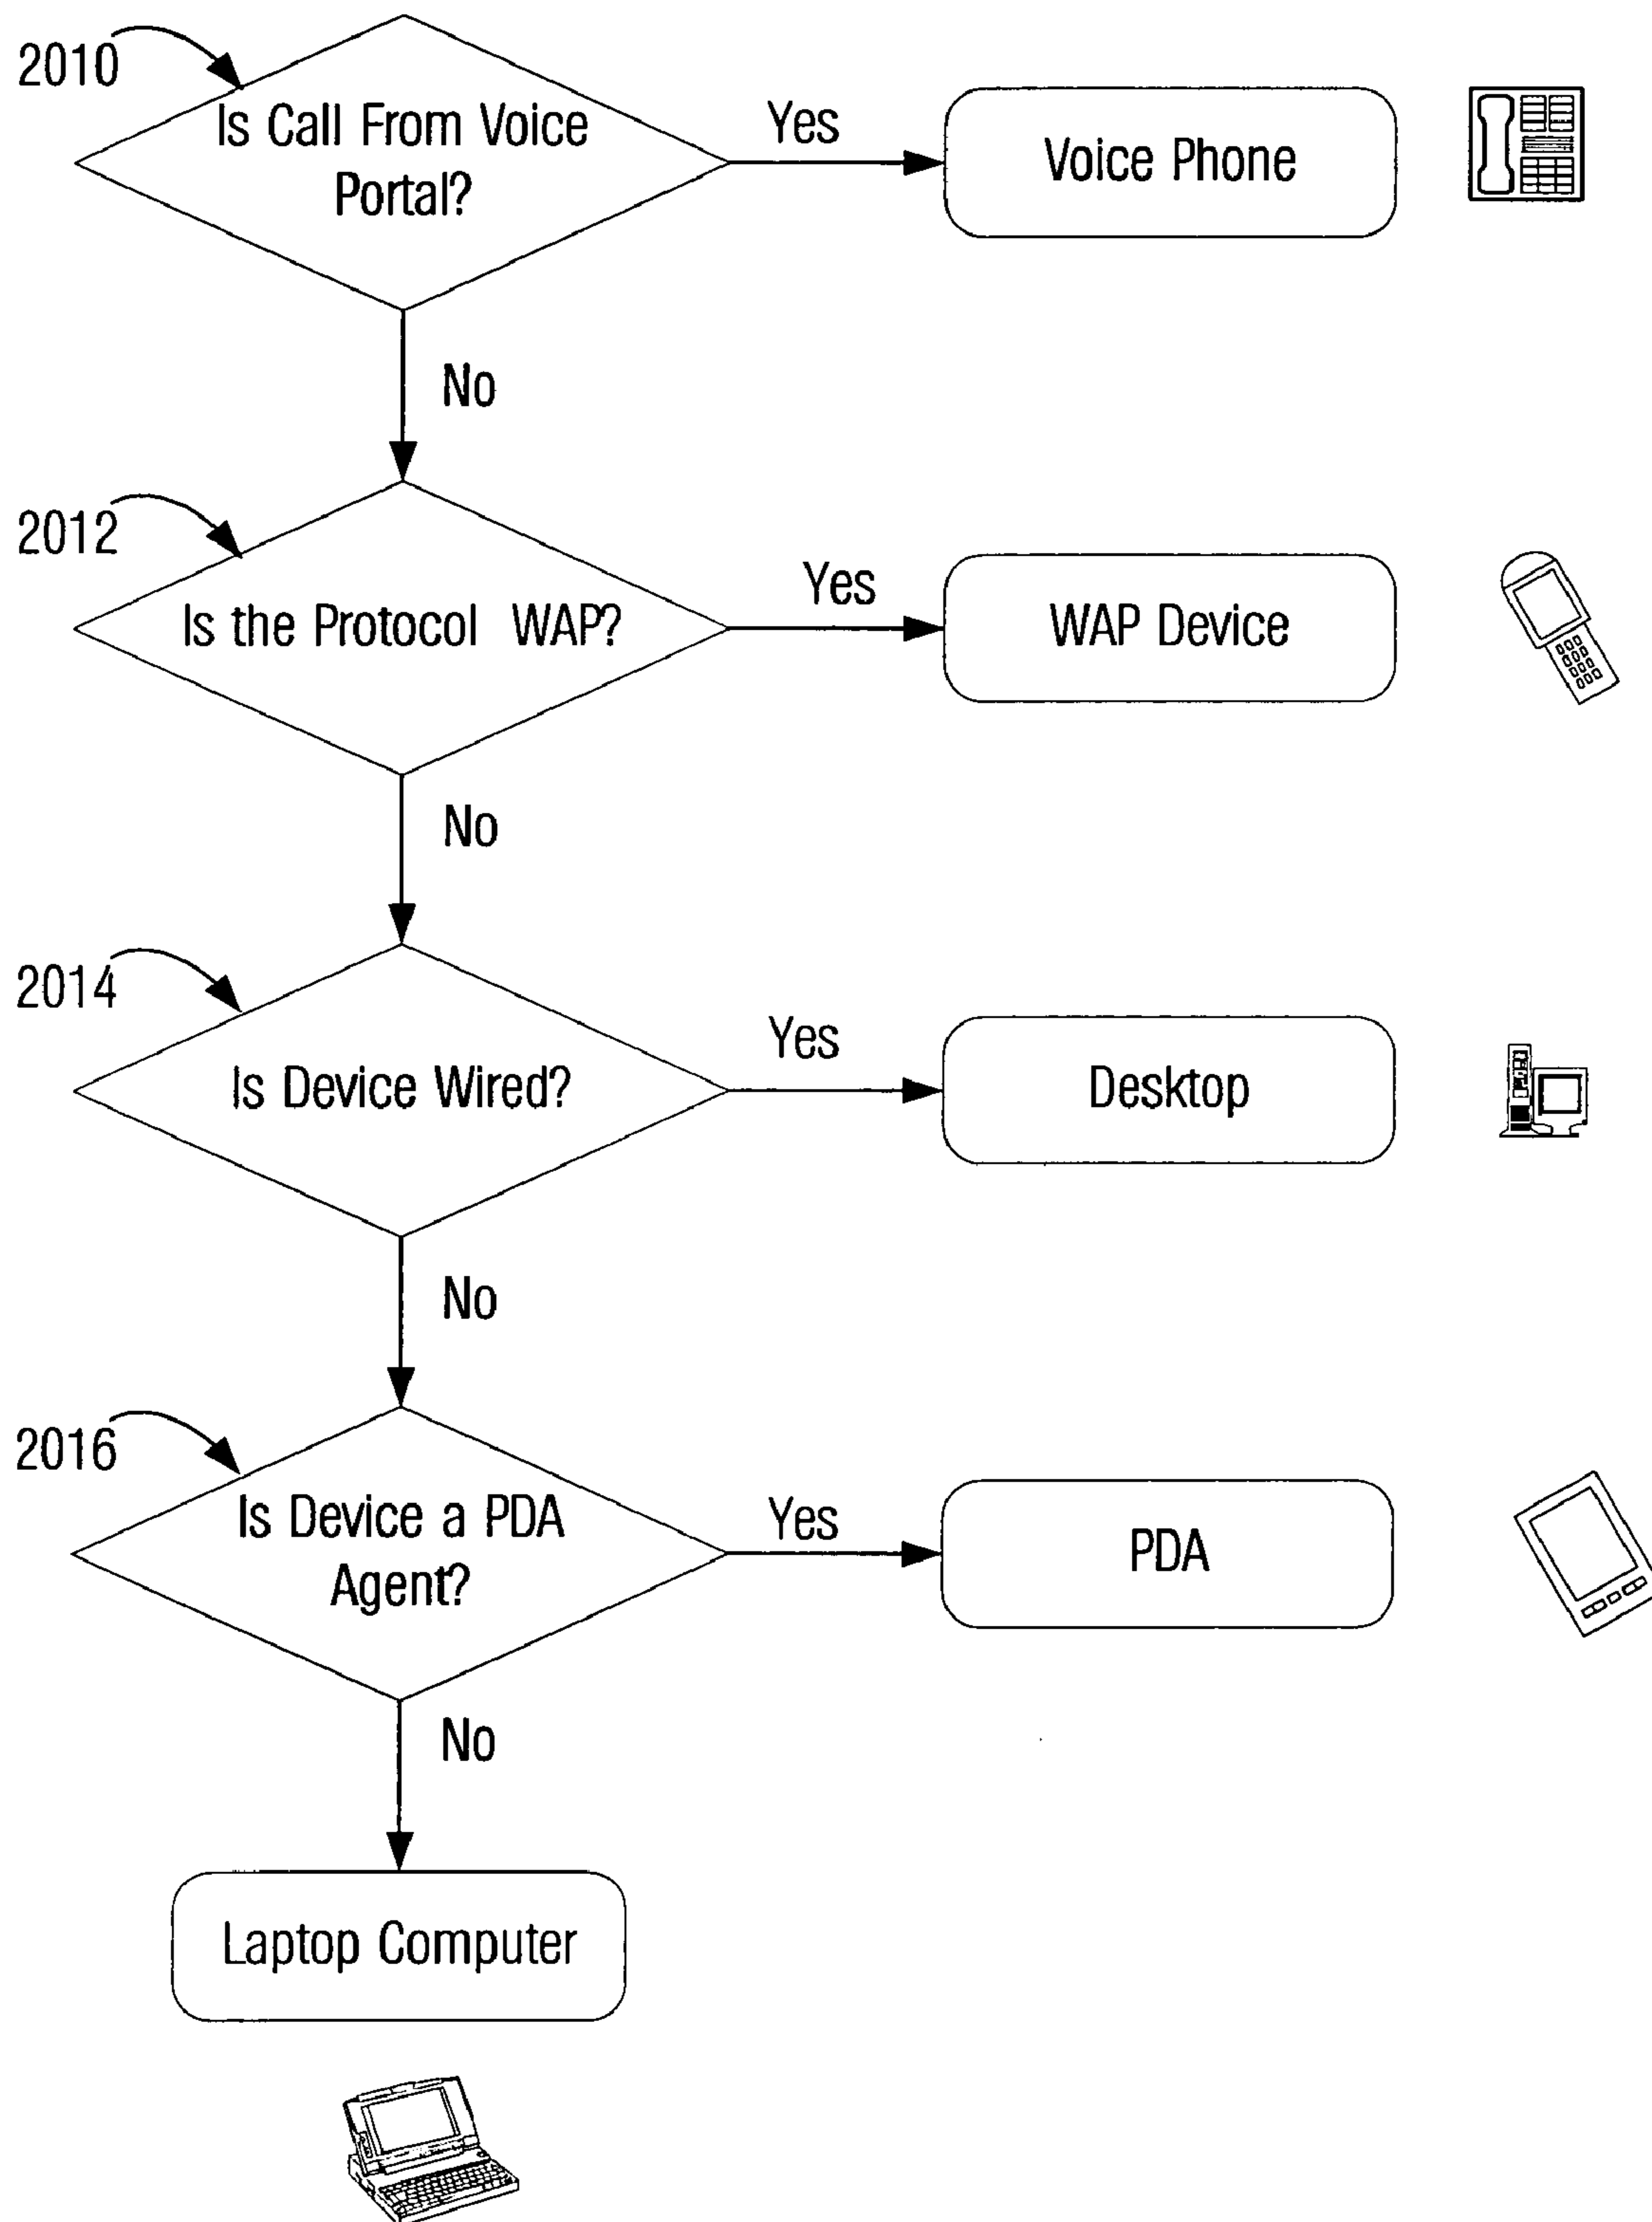 2010
Is Call From Voice
Portal?
Yes
Voice Phone
No
2012
Is the Protocol WAP?
Yes
WAP Device
No
2014
Is Device Wired?
Yes
Desktop
No
2016
Is Device a PDA
Agent?
Yes
PDA
No
Laptop Computer